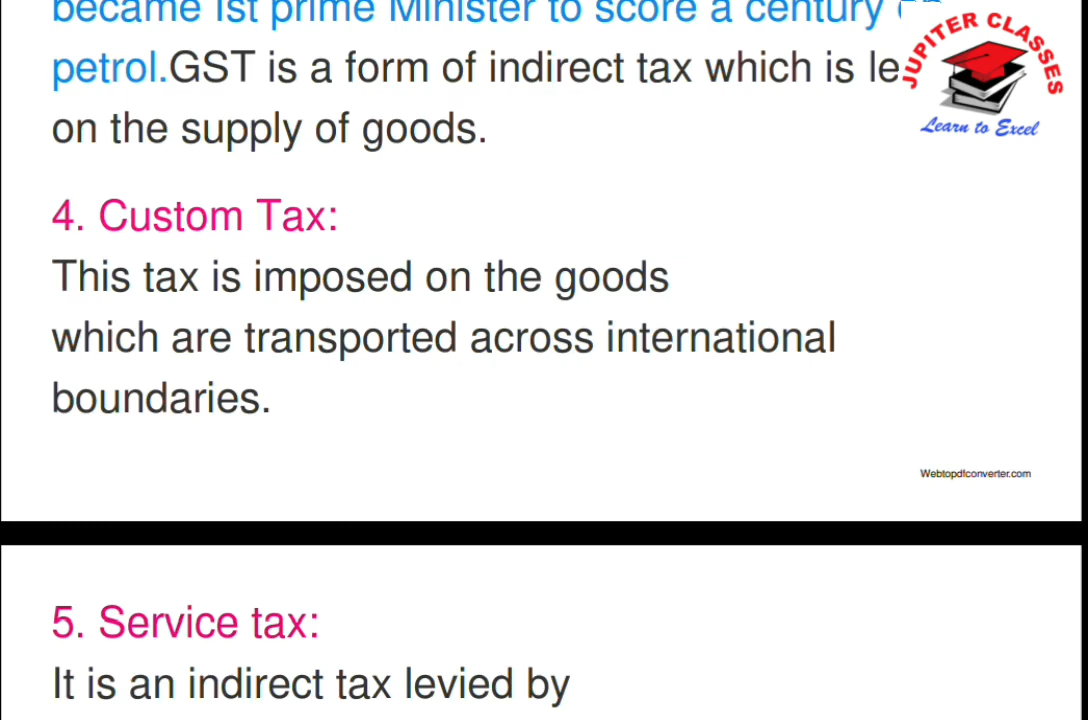 became Ist prime Minister to score a century on
petrol.GST is a form of indirect tax which is le
on the supply of goods.
JUPITER CLASSES
Learn to Excel
4. Custom Tax:
This tax is imposed on the goods
which are transported across international
boundaries.
Webtopdfconverter.com
5. Service tax:
It is an indirect tax levied by